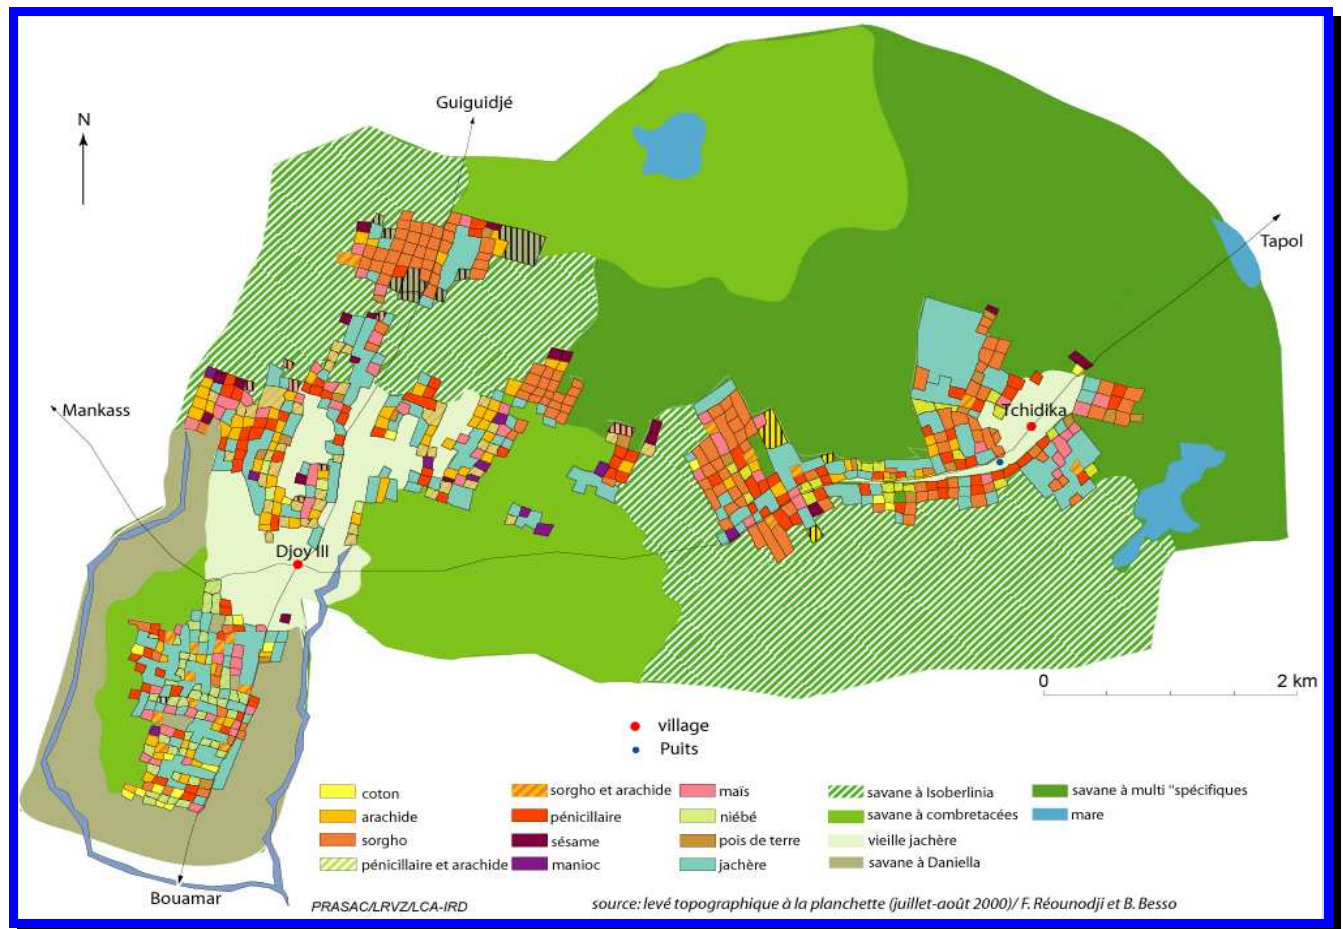 Guiguidjé
N
Tapol
Mankass
Tchidika
Djoy III
0 2 km
village
Puits
coton
arachide
sorgho
pénicillaire et arachide
sorgho et arachide
pénicillaire
sésame
manioc
maïs
niébé
pois de terre
jachère
savane à Isoberlinia
savane à combretacées
vieille jachère
savane à Daniella
savane à multi "spécifiques
mare
Bouamar
PRASAC/LRVZ/LCA-IRD
source: levé topographique à la planchette (juillet-août 2000)/ F. Réounodji et B. Besso